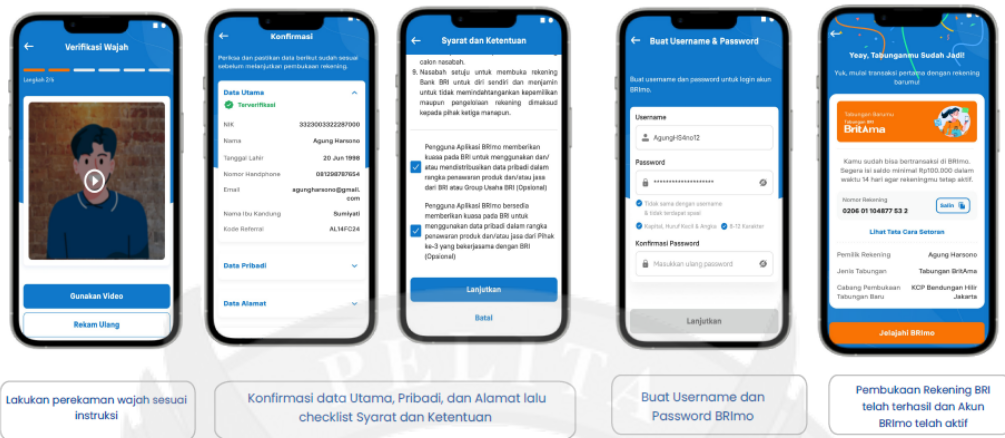 Verifikasi Wajah
Langkah 2/6
Gunakan Video
Rekam Ulang
Lakukan perekaman wajah sesuai
instruksi
Konfirmasi
Periksa dan pastikan data berikut sudah sesuai
sebelum melanjutkan pembukaan rekening.
Data Utama
Terverifikasi
NIK 3323003322287000
Nama Agung Harsono
Tanggal Lahir 20 Jun 1998
Nomor Handphone 081298787654
Email agungharsono@gmail.
com
Nama Ibu Kandung Sumiyati
Kode Referral AL14FC24
Data Pribadi
Data Alamat
Syarat dan Ketentuan
calon nasabah.
9. Nasabah setuju untuk membuka rekening
Bank BRI untuk diri sendiri dan menjamin
untuk tidak memindahtangankan kepemilikan
maupun pengelolaan rekening dimaksud
kepada pihak ketiga manapun.
Pengguna Aplikasi BRImo memberikan
kuasa pada BRI untuk menggunakan dan/
atau mendistribusikan data pribadi dalam
rangka penawaran produk dan/atau jasa
dari BRI atau Group Usaha BRI (Opsional)
Pengguna Aplikasi BRImo bersedia
memberikan kuasa pada BRI untuk
menggunakan data pribadi dalam
rangka penawaran produk dan/atau jasa dari Pihak
ke-3 yang bekerjasama dengan BRI
(Opsional)
Lanjutkan
Batal
Konfirmasi data Utama, Pribadi, dan Alamat lalu
checklist Syarat dan Ketentuan
Buat Username & Password
Buat username dan password untuk login akun
BRImo.
Username
AgungHS4no12
Password
Tidak sama dengan username
& tidak terdapat spasi
Kapital, Huruf Kecil & Angka 8-13 Karakter
Konfirmasi Password
Masukkan ulang password
Lanjutkan
Buat Username dan
Password BRImo
Yeay, Tabunganmu Sudah Jadi!
Yuk, mulai transaksi pertama dengan rekening
barumu!
Tabungan Barumu
Tabungan BRI
BritAma
Kamu sudah bisa bertransaksi di BRImo.
Segera isi saldo minimal Rp100.000 dalam
waktu 14 hari agar rekeningmu tetap aktif.
Nomor Rekening
0206 01 104877 53 2
Salin
Lihat Tata Cara Setoran
Pemilik Rekening Agung Harsono
Jenis Tabungan Tabungan BritAma
Cabang Pembukaan KCP Bendungan Hilir
Tabungan Baru Jakarta
Jelajahi BRImo
Pembukaan Rekening BRI
telah terhasil dan Akun
BRImo telah aktif
PELITA